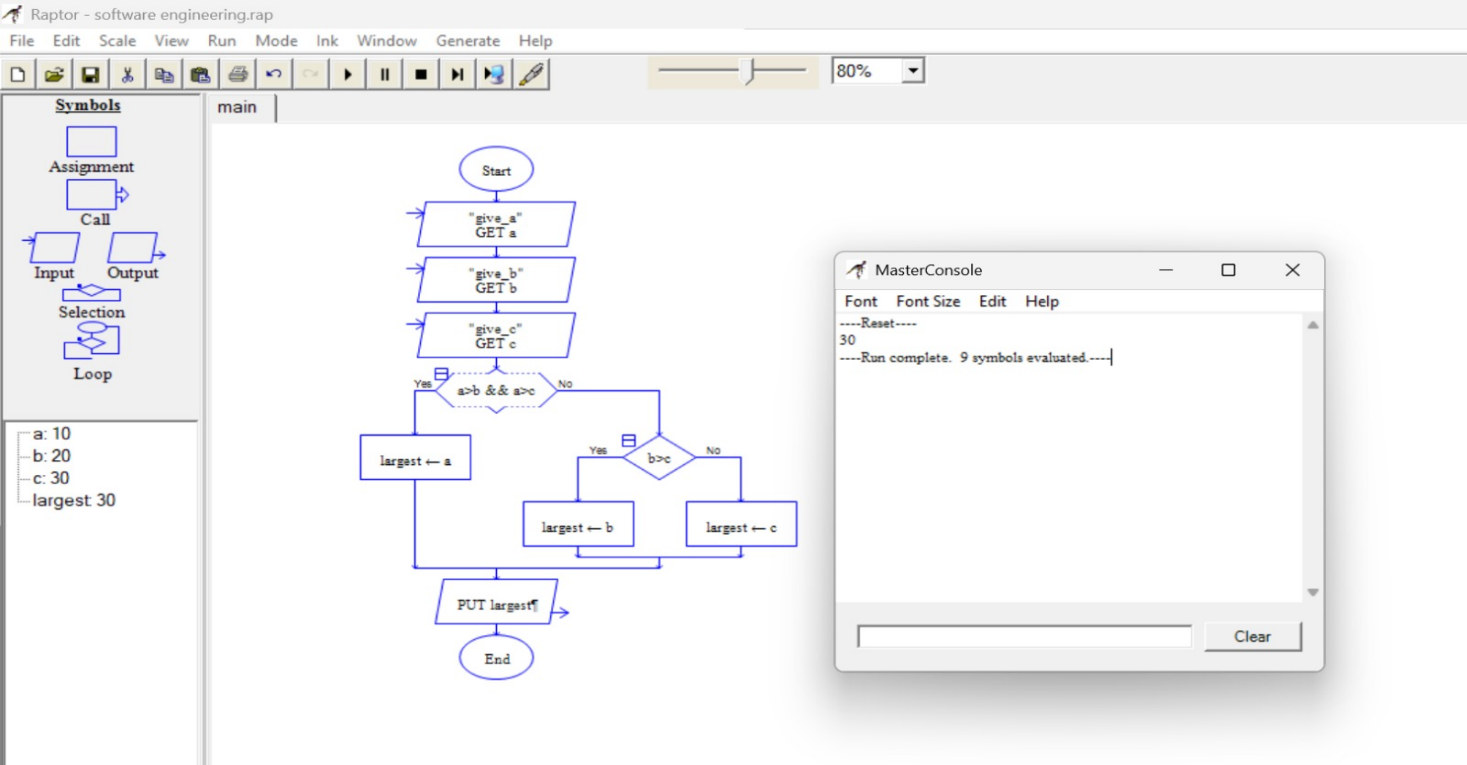 Raptor - software engineering.rap
File Edit Scale View Run Mode Ink Window Generate Help
80%
Symbols
Assignment
Call
Input Output
Selection
Loop
a: 10
b: 20
c: 30
largest: 30
main
Start
"give_a"
GET a
"give_b"
GET b
"give_c"
GET c
Yes a>b && a>c No
largest ← a
Yes b>c No
largest ← b largest ← c
PUT largest¶
End
MasterConsole
Font Font Size Edit Help
----Reset----
30
----Run complete. 9 symbols evaluated.----
Clear